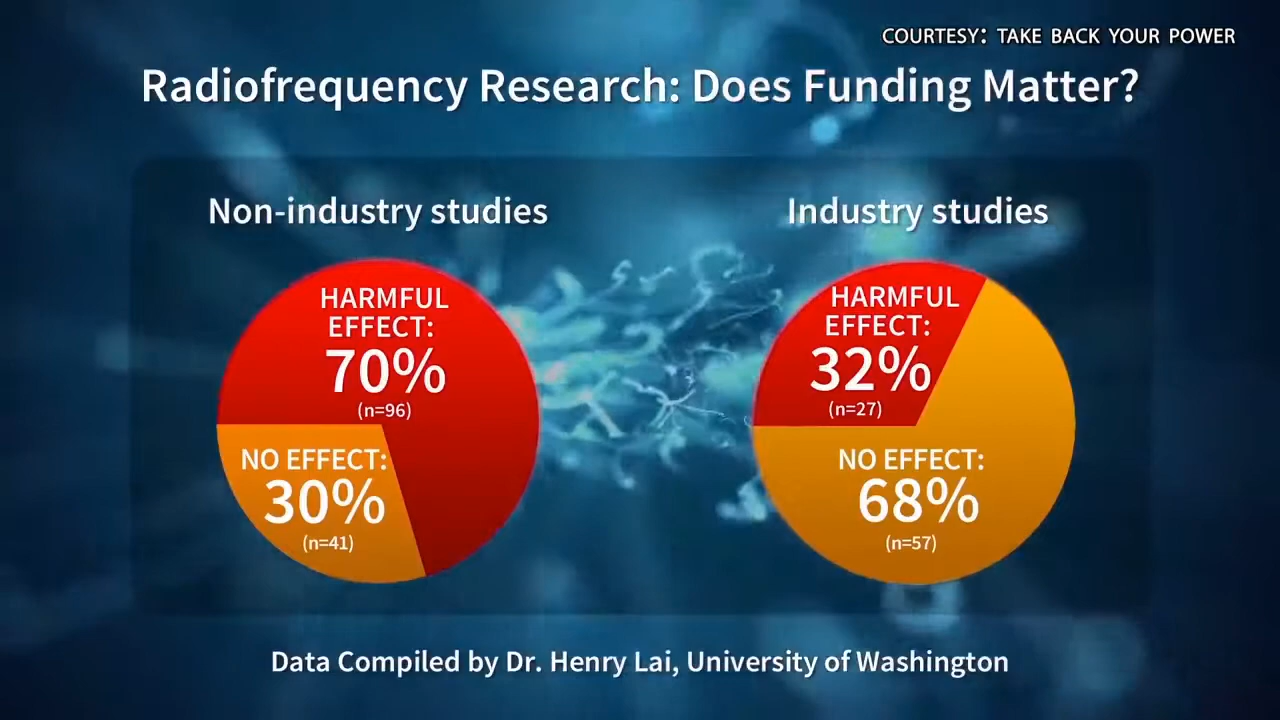 COURTESY: TAKE BACK YOUR POWER
Radiofrequency Research: Does Funding Matter?
Non-industry studies
HARMFUL
EFFECT:
70%
(n=96)
NO EFFECT:
30%
(n=41)
Industry studies
HARMFUL
EFFECT:
32%
(n=27)
NO EFFECT:
68%
(n=57)
Data Compiled by Dr. Henry Lai, University of Washington